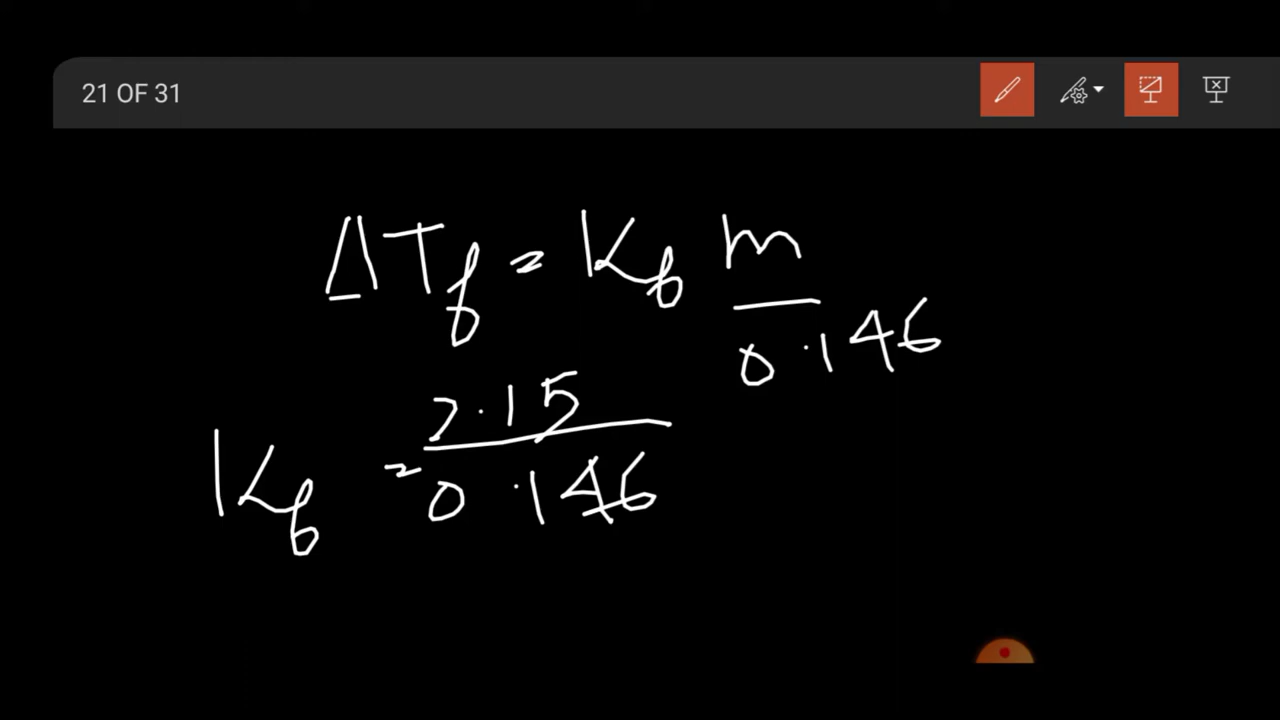 21 OF 31
ΔTf = Kf m
0.146
Kf = 2.15
0.146